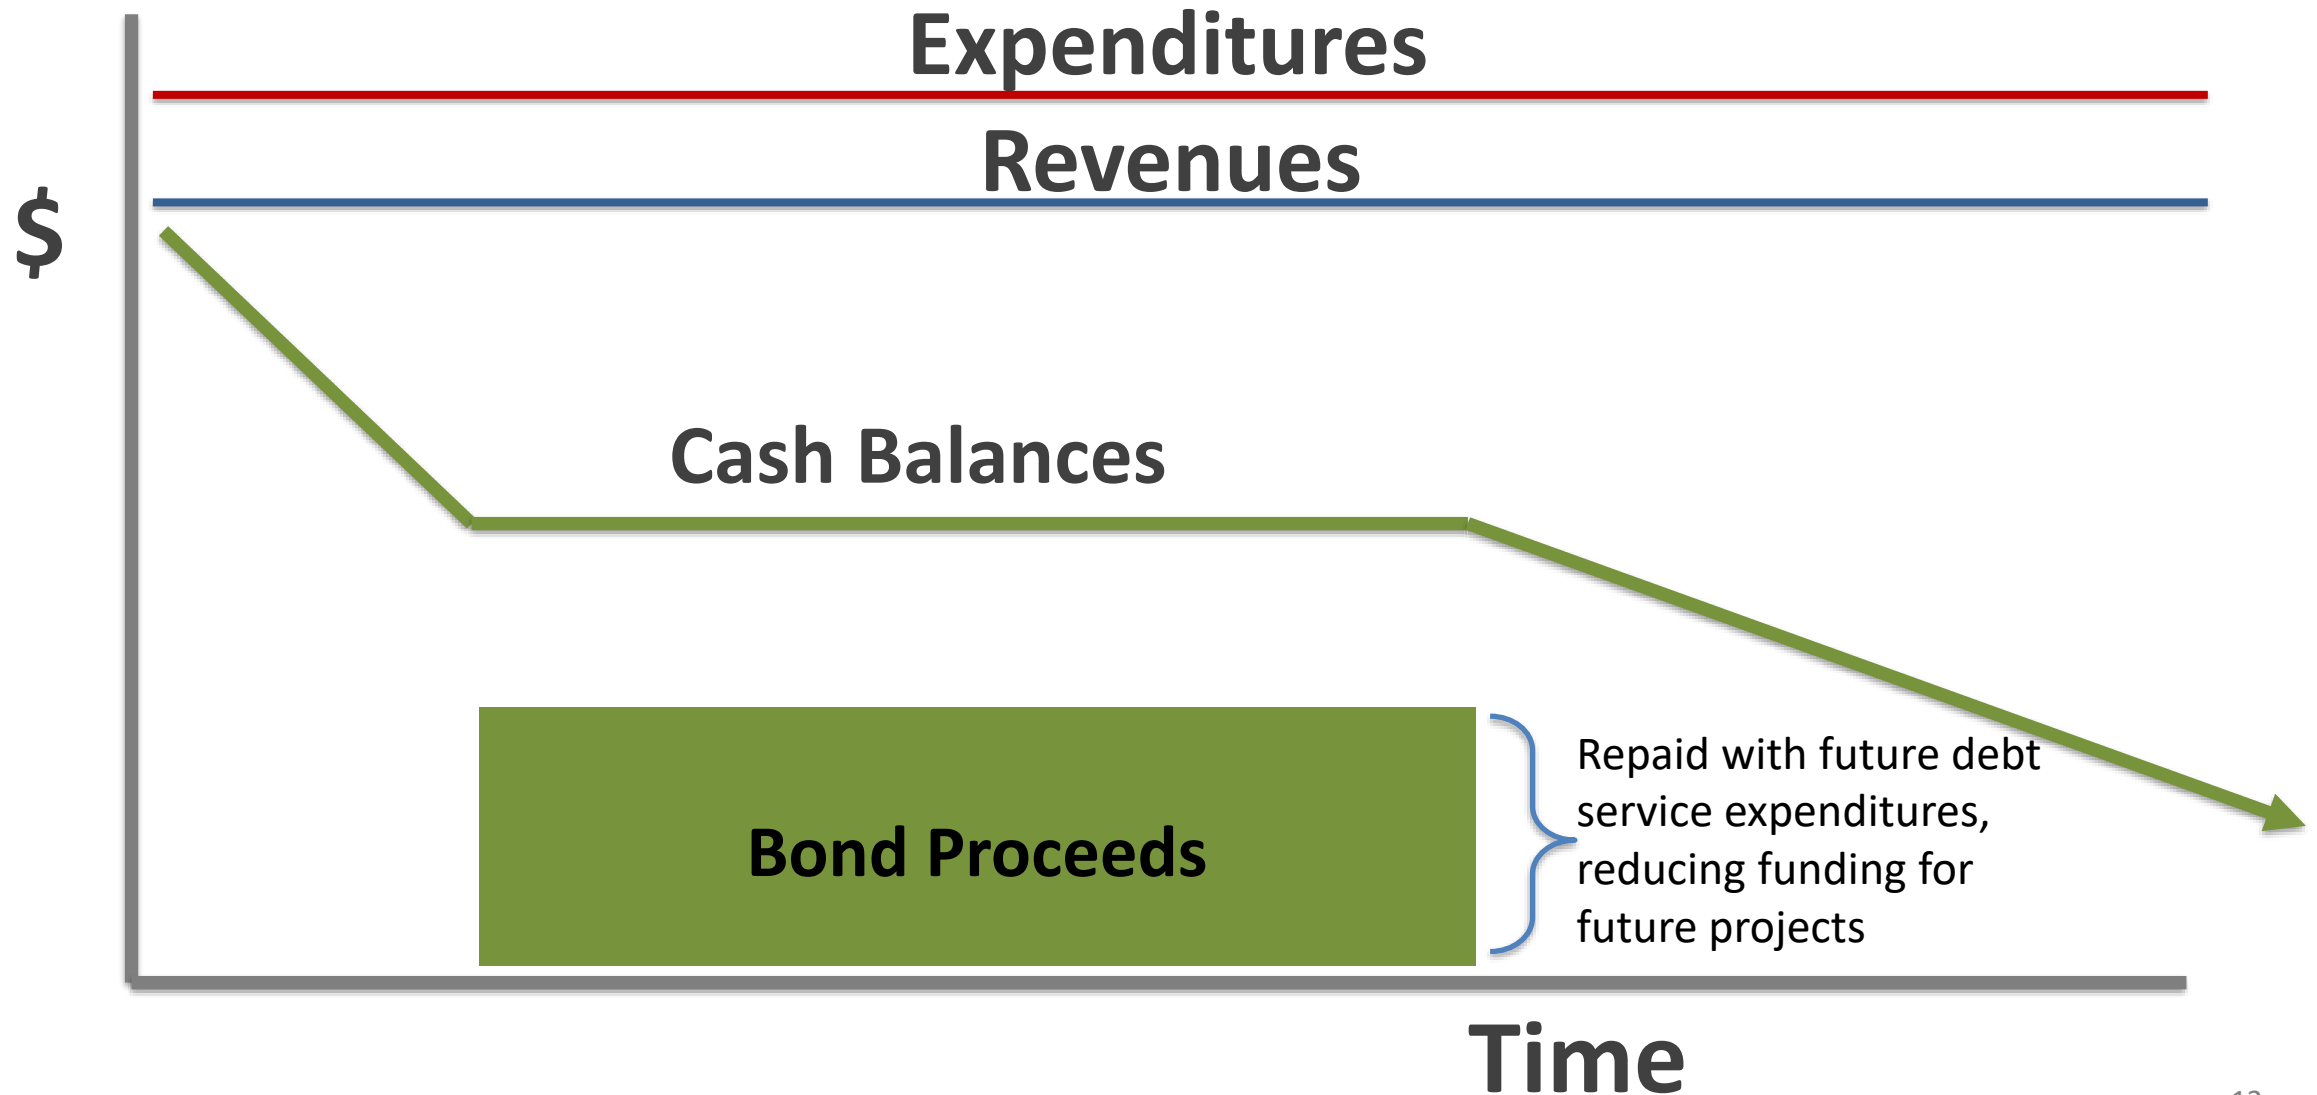 Expenditures
Revenues
$
Cash Balances
Bond Proceeds
Repaid with future debt
service expenditures,
reducing funding for
future projects
Time